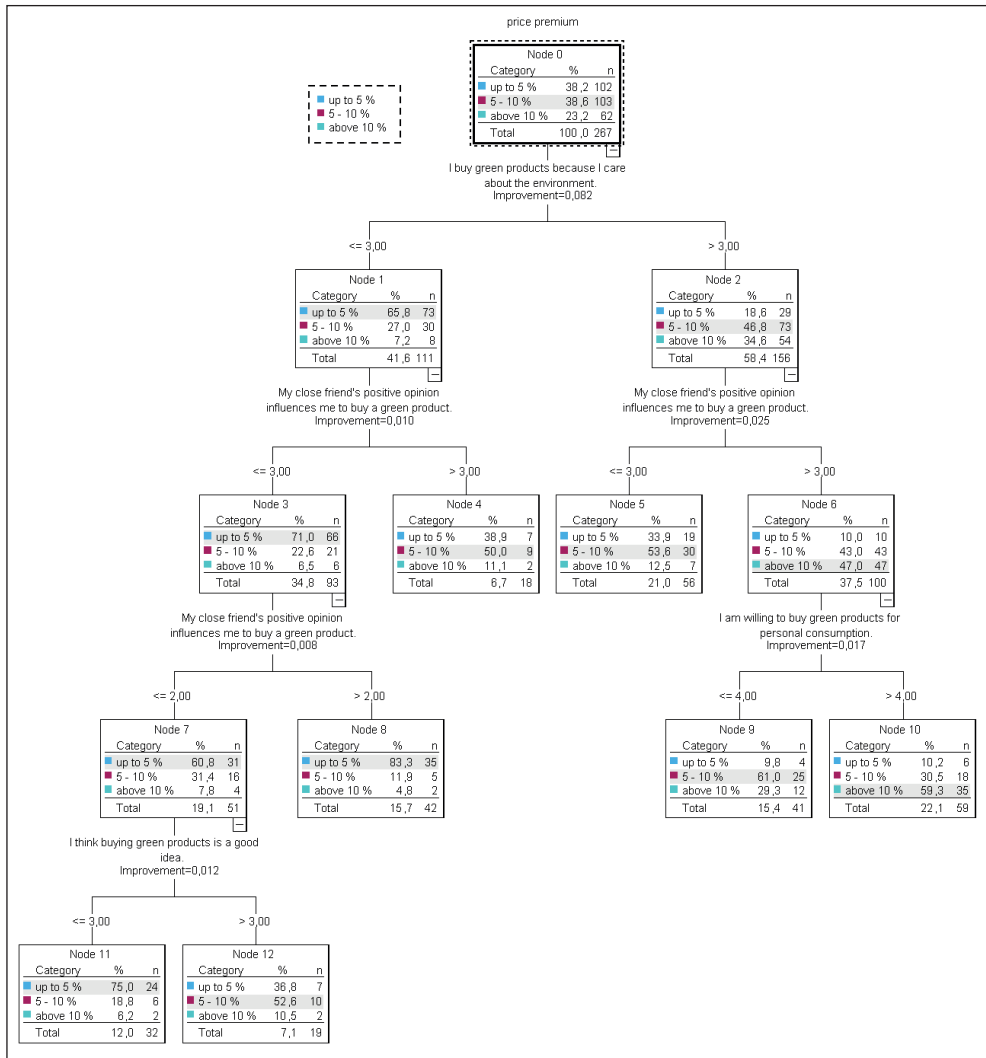 price premium
Node 0
Category % n
up to 5 % 38,2 102
5 - 10 % 38,6 103
above 10 % 23,2 62
Total 100,0 267
up to 5 %
5 - 10 %
above 10 %
I buy green products because I care
about the environment.
Improvement=0,082
<= 3,00
> 3,00
Node 1
Category % n
up to 5 % 65,8 73
5 - 10 % 27,0 30
above 10 % 7,2 8
Total 41,6 111
Node 2
Category % n
up to 5 % 18,6 29
5 - 10 % 46,8 73
above 10 % 34,6 54
Total 58,4 156
My close friend's positive opinion
influences me to buy a green product.
Improvement=0,010
My close friend's positive opinion
influences me to buy a green product.
Improvement=0,025
<= 3,00
> 3,00
<= 3,00
> 3,00
Node 3
Category % n
up to 5 % 71,0 66
5 - 10 % 22,6 21
above 10 % 6,5 6
Total 34,8 93
Node 4
Category % n
up to 5 % 38,9 7
5 - 10 % 50,0 9
above 10 % 11,1 2
Total 6,7 18
Node 5
Category % n
up to 5 % 33,9 19
5 - 10 % 53,6 30
above 10 % 12,5 7
Total 21,0 56
Node 6
Category % n
up to 5 % 10,0 10
5 - 10 % 43,0 43
above 10 % 47,0 47
Total 37,5 100
My close friend's positive opinion
influences me to buy a green product.
Improvement=0,008
I am willing to buy green products for
personal consumption.
Improvement=0,017
<= 2,00
> 2,00
<= 4,00
> 4,00
Node 7
Category % n
up to 5 % 60,8 31
5 - 10 % 31,4 16
above 10 % 7,8 4
Total 19,1 51
Node 8
Category % n
up to 5 % 83,3 35
5 - 10 % 11,9 5
above 10 % 4,8 2
Total 15,7 42
Node 9
Category % n
up to 5 % 9,8 4
5 - 10 % 61,0 25
above 10 % 29,3 12
Total 15,4 41
Node 10
Category % n
up to 5 % 10,2 6
5 - 10 % 30,5 18
above 10 % 59,3 35
Total 22,1 59
I think buying green products is a good
idea.
Improvement=0,012
<= 3,00
> 3,00
Node 11
Category % n
up to 5 % 75,0 24
5 - 10 % 18,8 6
above 10 % 6,2 2
Total 12,0 32
Node 12
Category % n
up to 5 % 36,8 7
5 - 10 % 52,6 10
above 10 % 10,5 2
Total 7,1 19